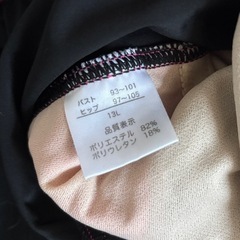 バスト 93~101
ヒップ 97~105
13L
品質表示
ポリエステル 82%
ポリウレタン 18%